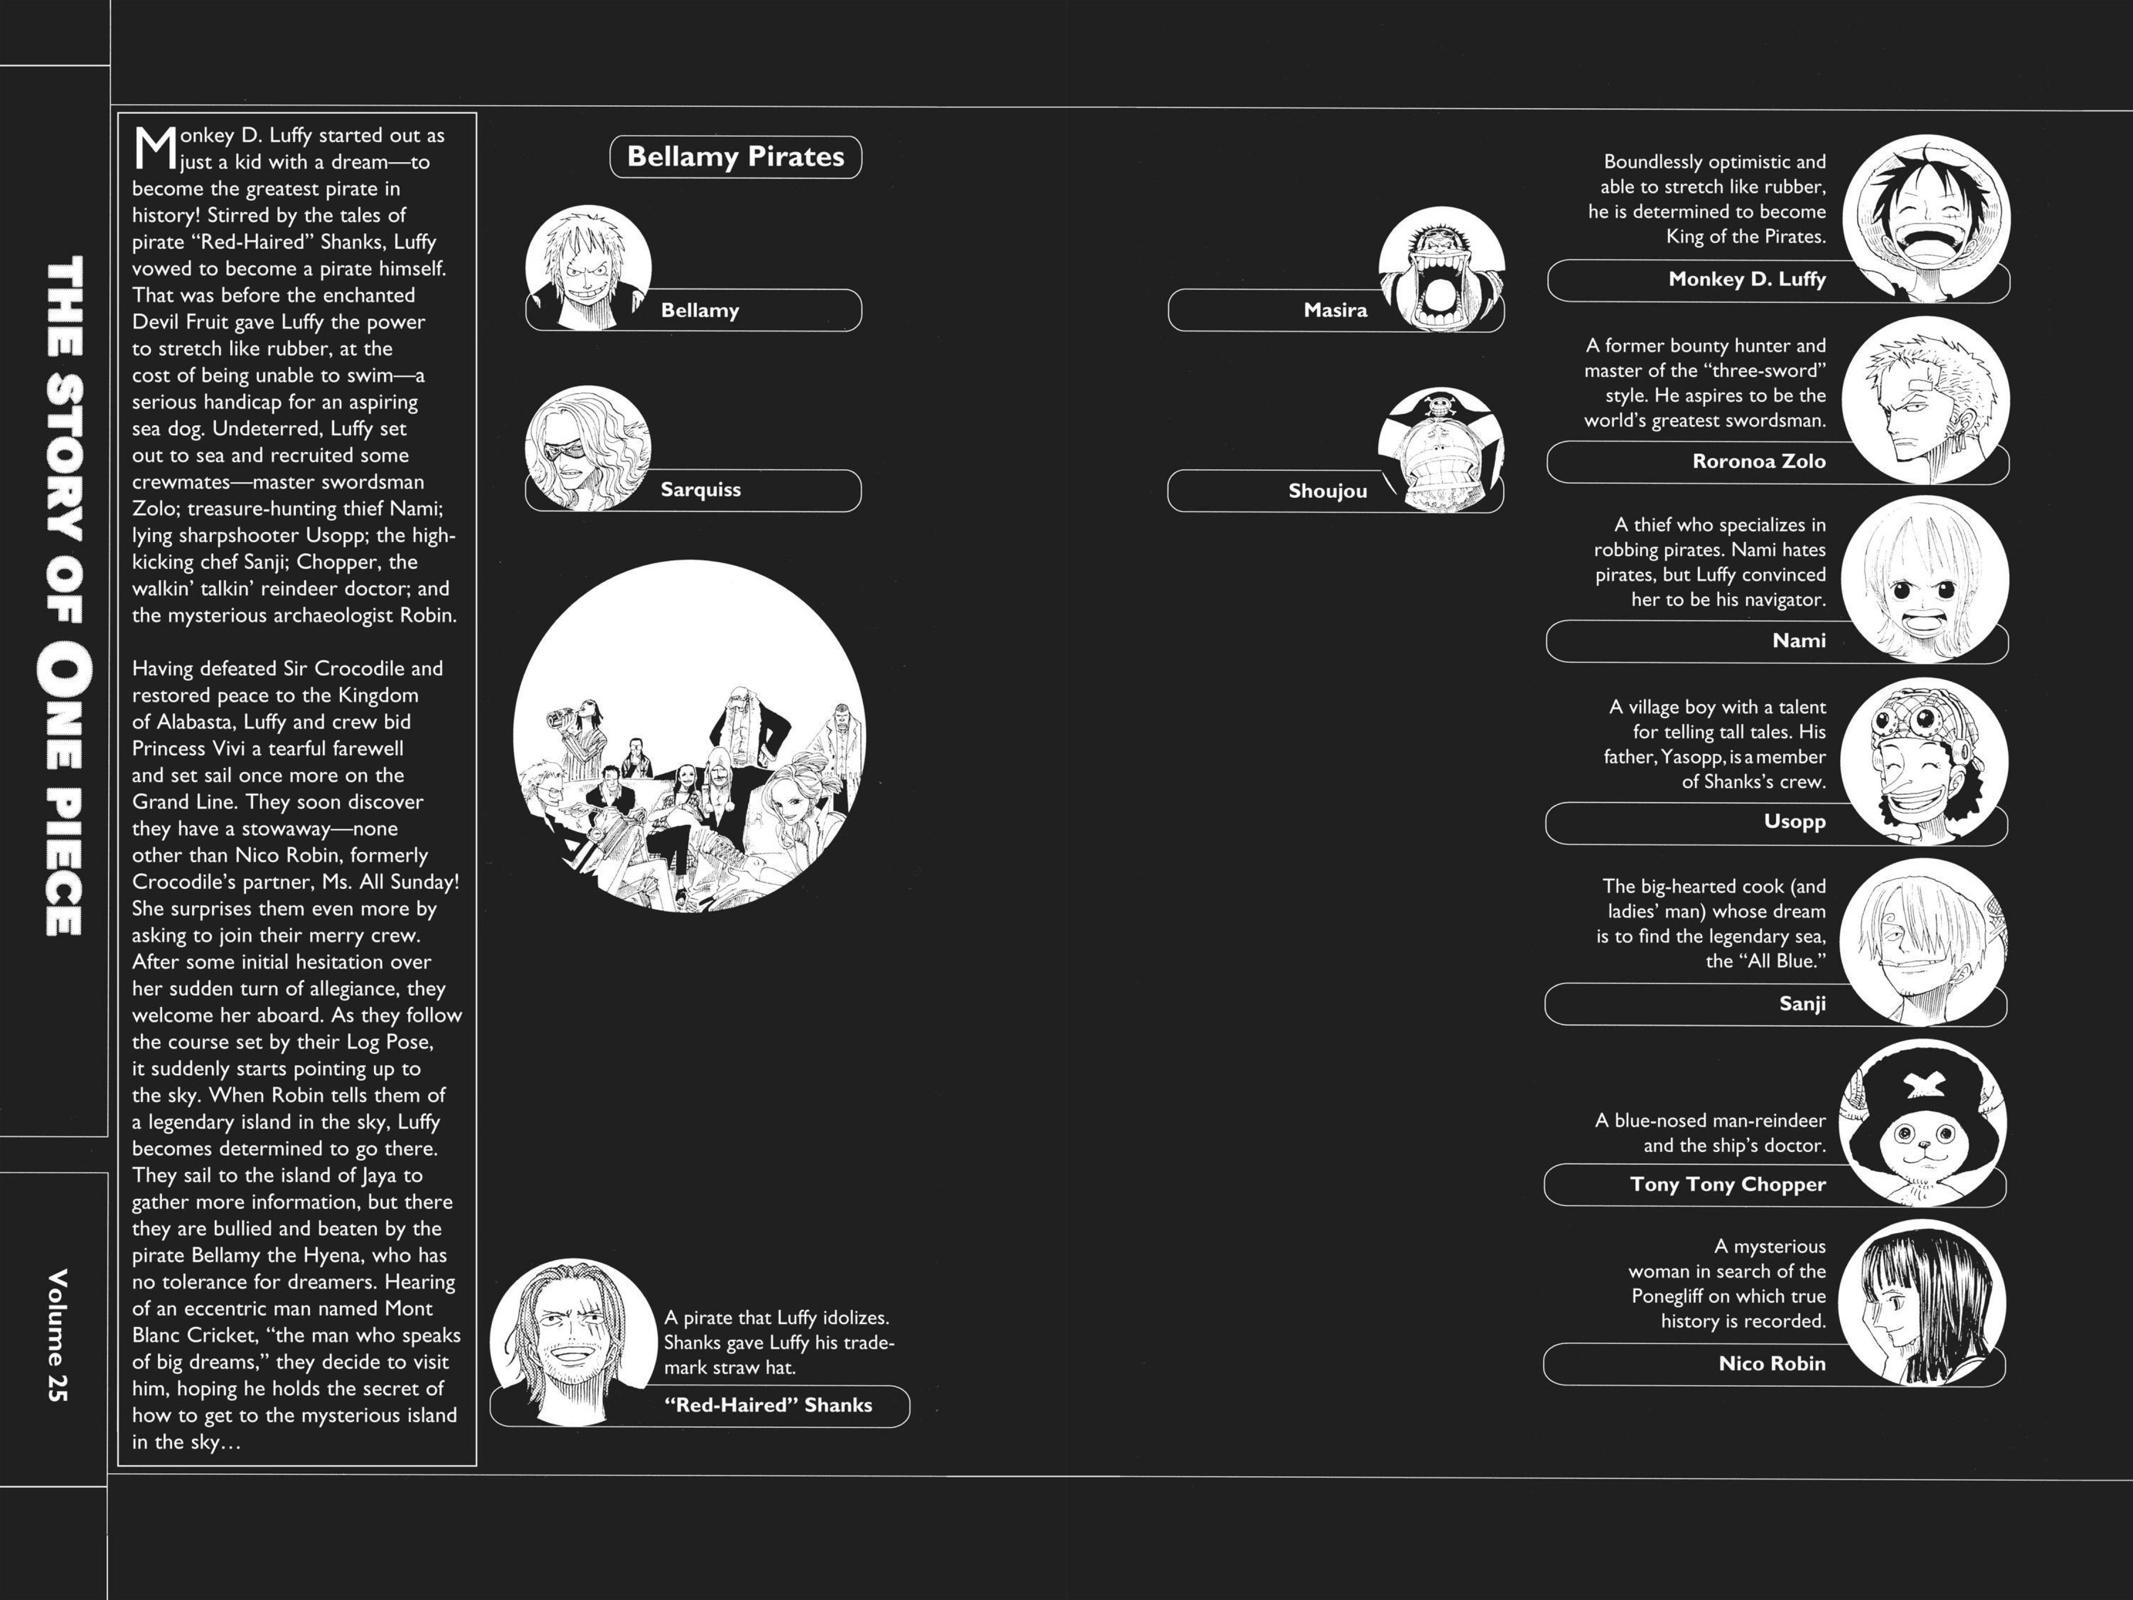 THE STORY OF ONE PIECE
Volume 25
Monkey D. Luffy started out as
just a kid with a dream—to
become the greatest pirate in
history! Stirred by the tales of
pirate “Red-Haired” Shanks, Luffy
vowed to become a pirate himself.
That was before the enchanted
Devil Fruit gave Luffy the power
to stretch like rubber, at the
cost of being unable to swim—a
serious handicap for an aspiring
sea dog. Undeterred, Luffy set
out to sea and recruited some
crewmates—master swordsman
Zolo; treasure-hunting thief Nami;
lying sharpshooter Usopp; the high-
kicking chef Sanji; Chopper, the
walkin’ talkin’ reindeer doctor; and
the mysterious archaeologist Robin.
Having defeated Sir Crocodile and
restored peace to the Kingdom
of Alabasta, Luffy and crew bid
Princess Vivi a tearful farewell
and set sail once more on the
Grand Line. They soon discover
they have a stowaway—none
other than Nico Robin, formerly
Crocodile’s partner, Ms. All Sunday!
She surprises them even more by
asking to join their merry crew.
After some initial hesitation over
her sudden turn of allegiance, they
welcome her aboard. As they follow
the course set by their Log Pose,
it suddenly starts pointing up to
the sky. When Robin tells them of
a legendary island in the sky, Luffy
becomes determined to go there.
They sail to the island of Jaya to
gather more information, but there
they are bullied and beaten by the
pirate Bellamy the Hyena, who has
no tolerance for dreamers. Hearing
of an eccentric man named Mont
Blanc Cricket, “the man who speaks
of big dreams,” they decide to visit
him, hoping he holds the secret of
how to get to the mysterious island
in the sky…
Bellamy Pirates
Bellamy
Sarquiss
A pirate that Luffy idolizes.
Shanks gave Luffy his trade-
mark straw hat.
“Red-Haired” Shanks
Masira
Shoujou
Boundlessly optimistic and
able to stretch like rubber,
he is determined to become
King of the Pirates.
Monkey D. Luffy
A former bounty hunter and
master of the “three-sword”
style. He aspires to be the
world’s greatest swordsman.
Roronoa Zolo
A thief who specializes in
robbing pirates. Nami hates
pirates, but Luffy convinced
her to be his navigator.
Nami
A village boy with a talent
for telling tall tales. His
father, Yasopp, is a member
of Shanks’s crew.
Usopp
The big-hearted cook (and
ladies’ man) whose dream
is to find the legendary sea,
the “All Blue.”
Sanji
A blue-nosed man-reindeer
and the ship’s doctor.
Tony Tony Chopper
A mysterious
woman in search of the
Ponegliff on which true
history is recorded.
Nico Robin